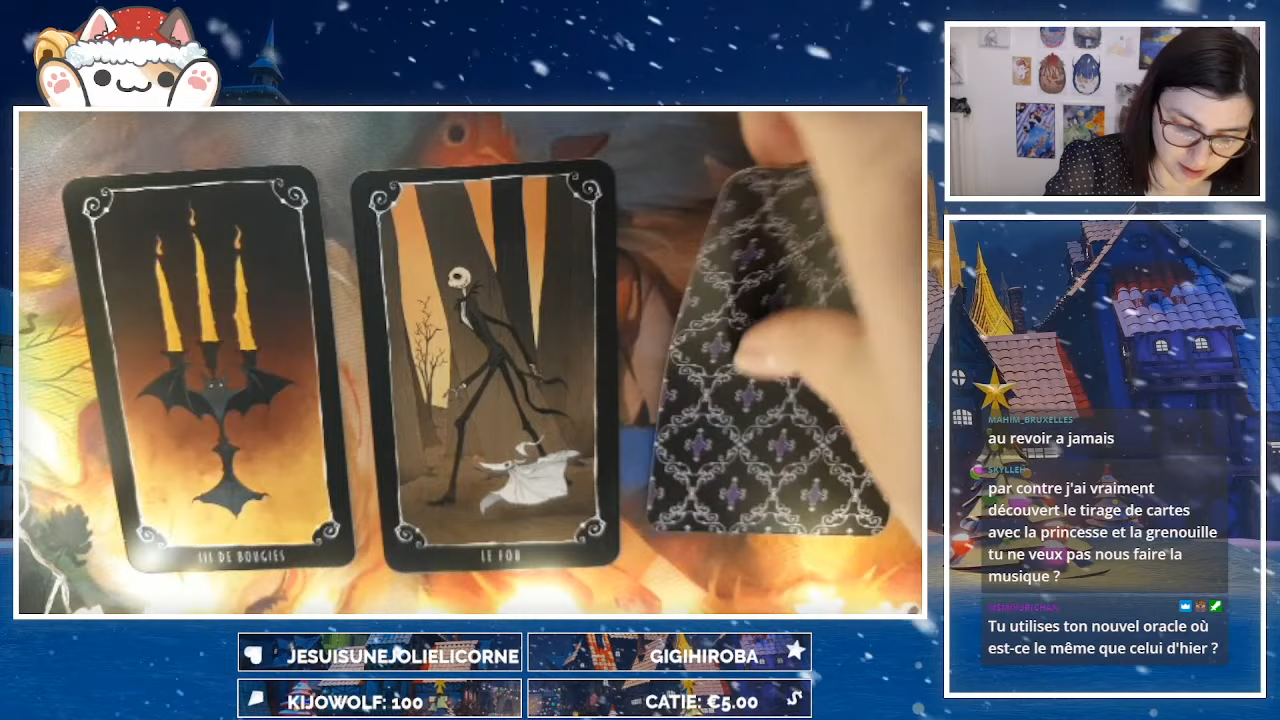 III DE BOUGIES
LE FOU
MAHIM_BRUXELLES
au revoir a jamais
SKYLLEH
par contre j'ai vraiment
découvert le tirage de cartes
avec la princesse et la grenouille
tu ne veux pas nous faire la
musique ?
Tu utilises ton nouvel oracle où
est-ce le même que celui d'hier ?
JESUISUNEJOLIELICORNE
GIGIHIROBA
KIJOWOLF: 100
CATIE: €5.00